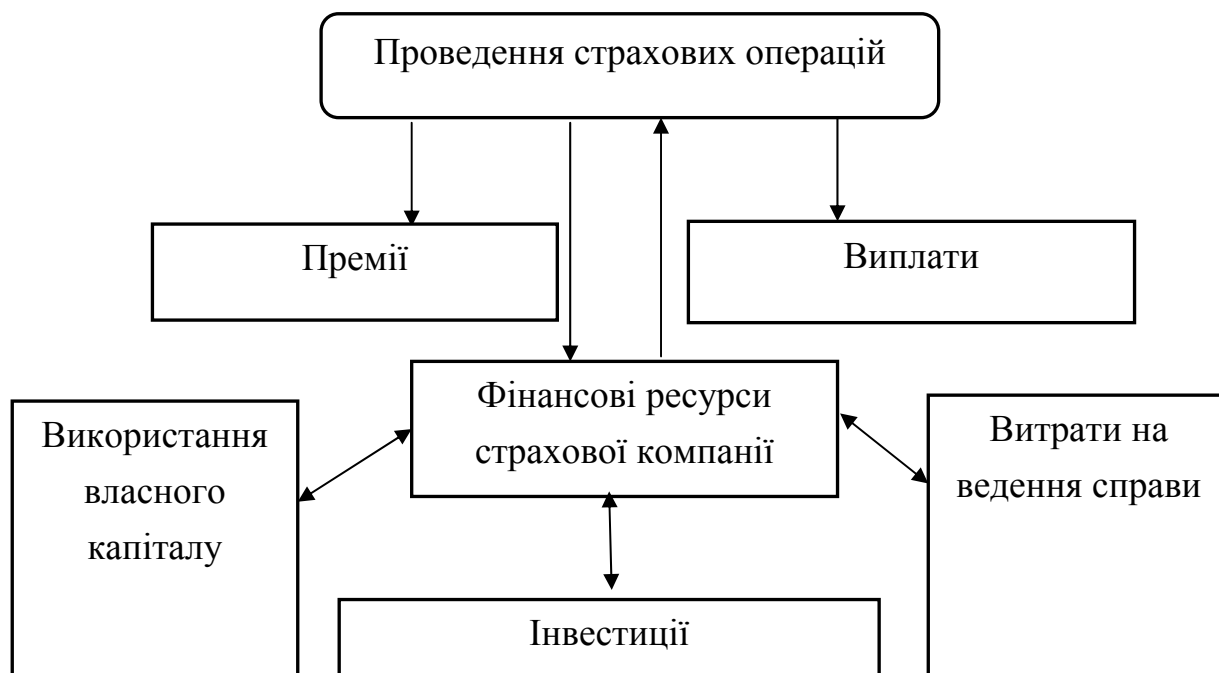 Проведення страхових операцій
Премії
Виплати
Фінансові ресурси
страхової компанії
Використання
власного
капіталу
Витрати на
ведення справи
Інвестиції